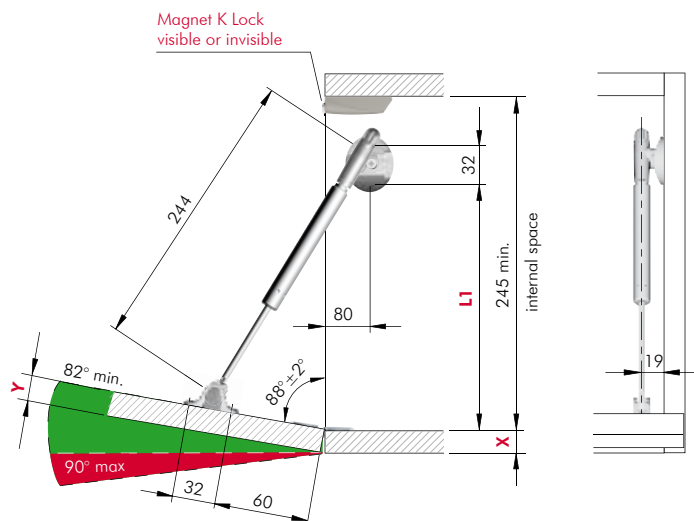 Magnet K Lock
visible or invisible
244
32
L1
245 min.
internal space
80
19
Y
82° min.
88°±2°
X
90° max
32
60